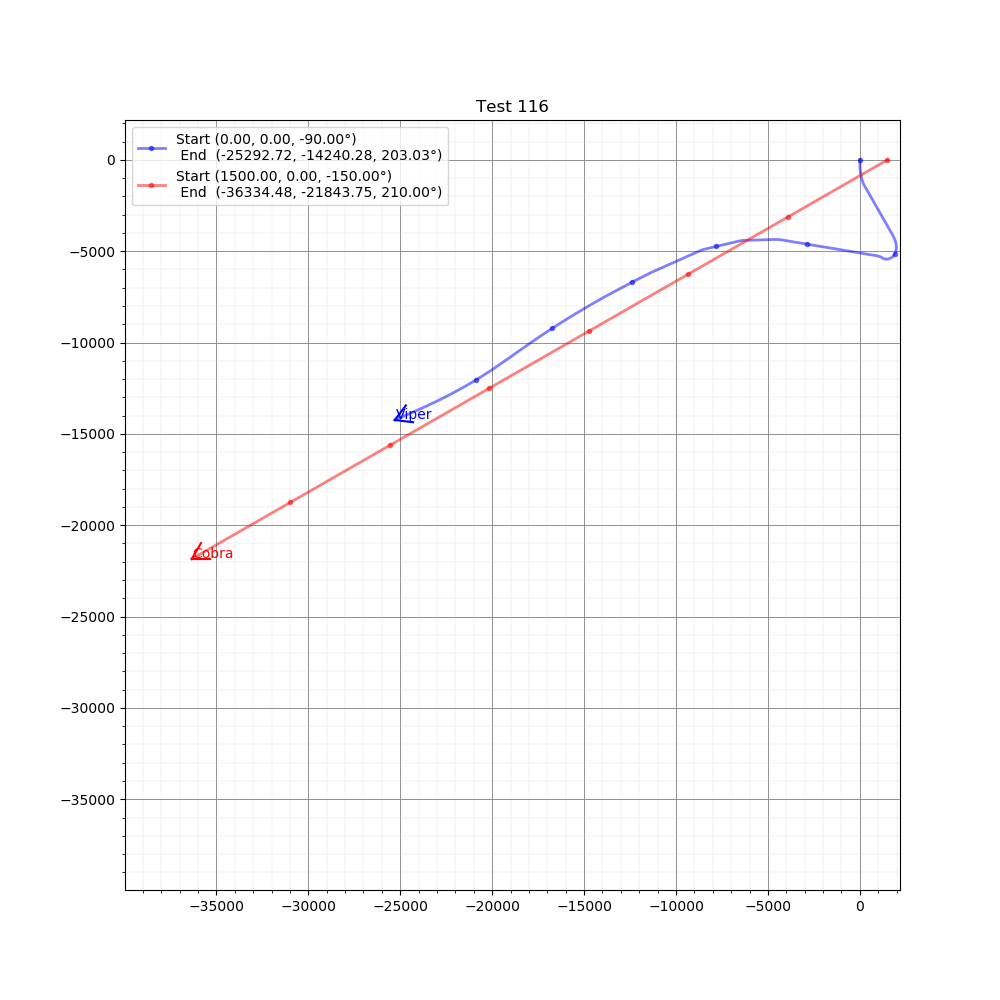 Test 116
Start (0.00, 0.00, -90.00°)
End (-25292.72, -14240.28, 203.03°)
Start (1500.00, 0.00, -150.00°)
End (-36334.48, -21843.75, 210.00°)
0
−5000
−10000
−15000
−20000
−25000
−30000
−35000
Viper
Cobra
−35000 −30000 −25000 −20000 −15000 −10000 −5000 0